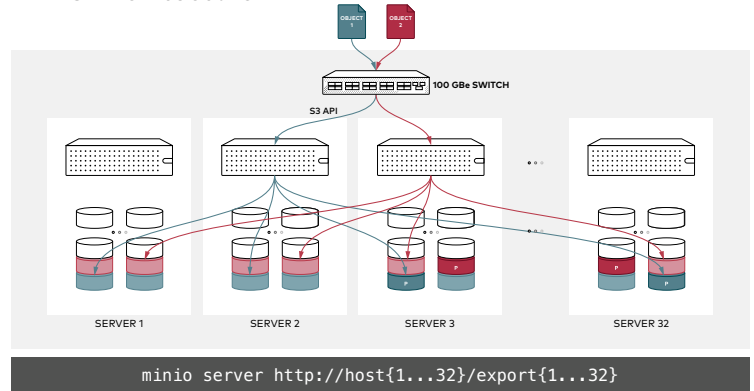 OBJECT
1
OBJECT
2
100 GBe SWITCH
S3 API
P
P
P
P
SERVER 1
SERVER 2
SERVER 3
SERVER 32
minio server http://host{1...32}/export{1...32}